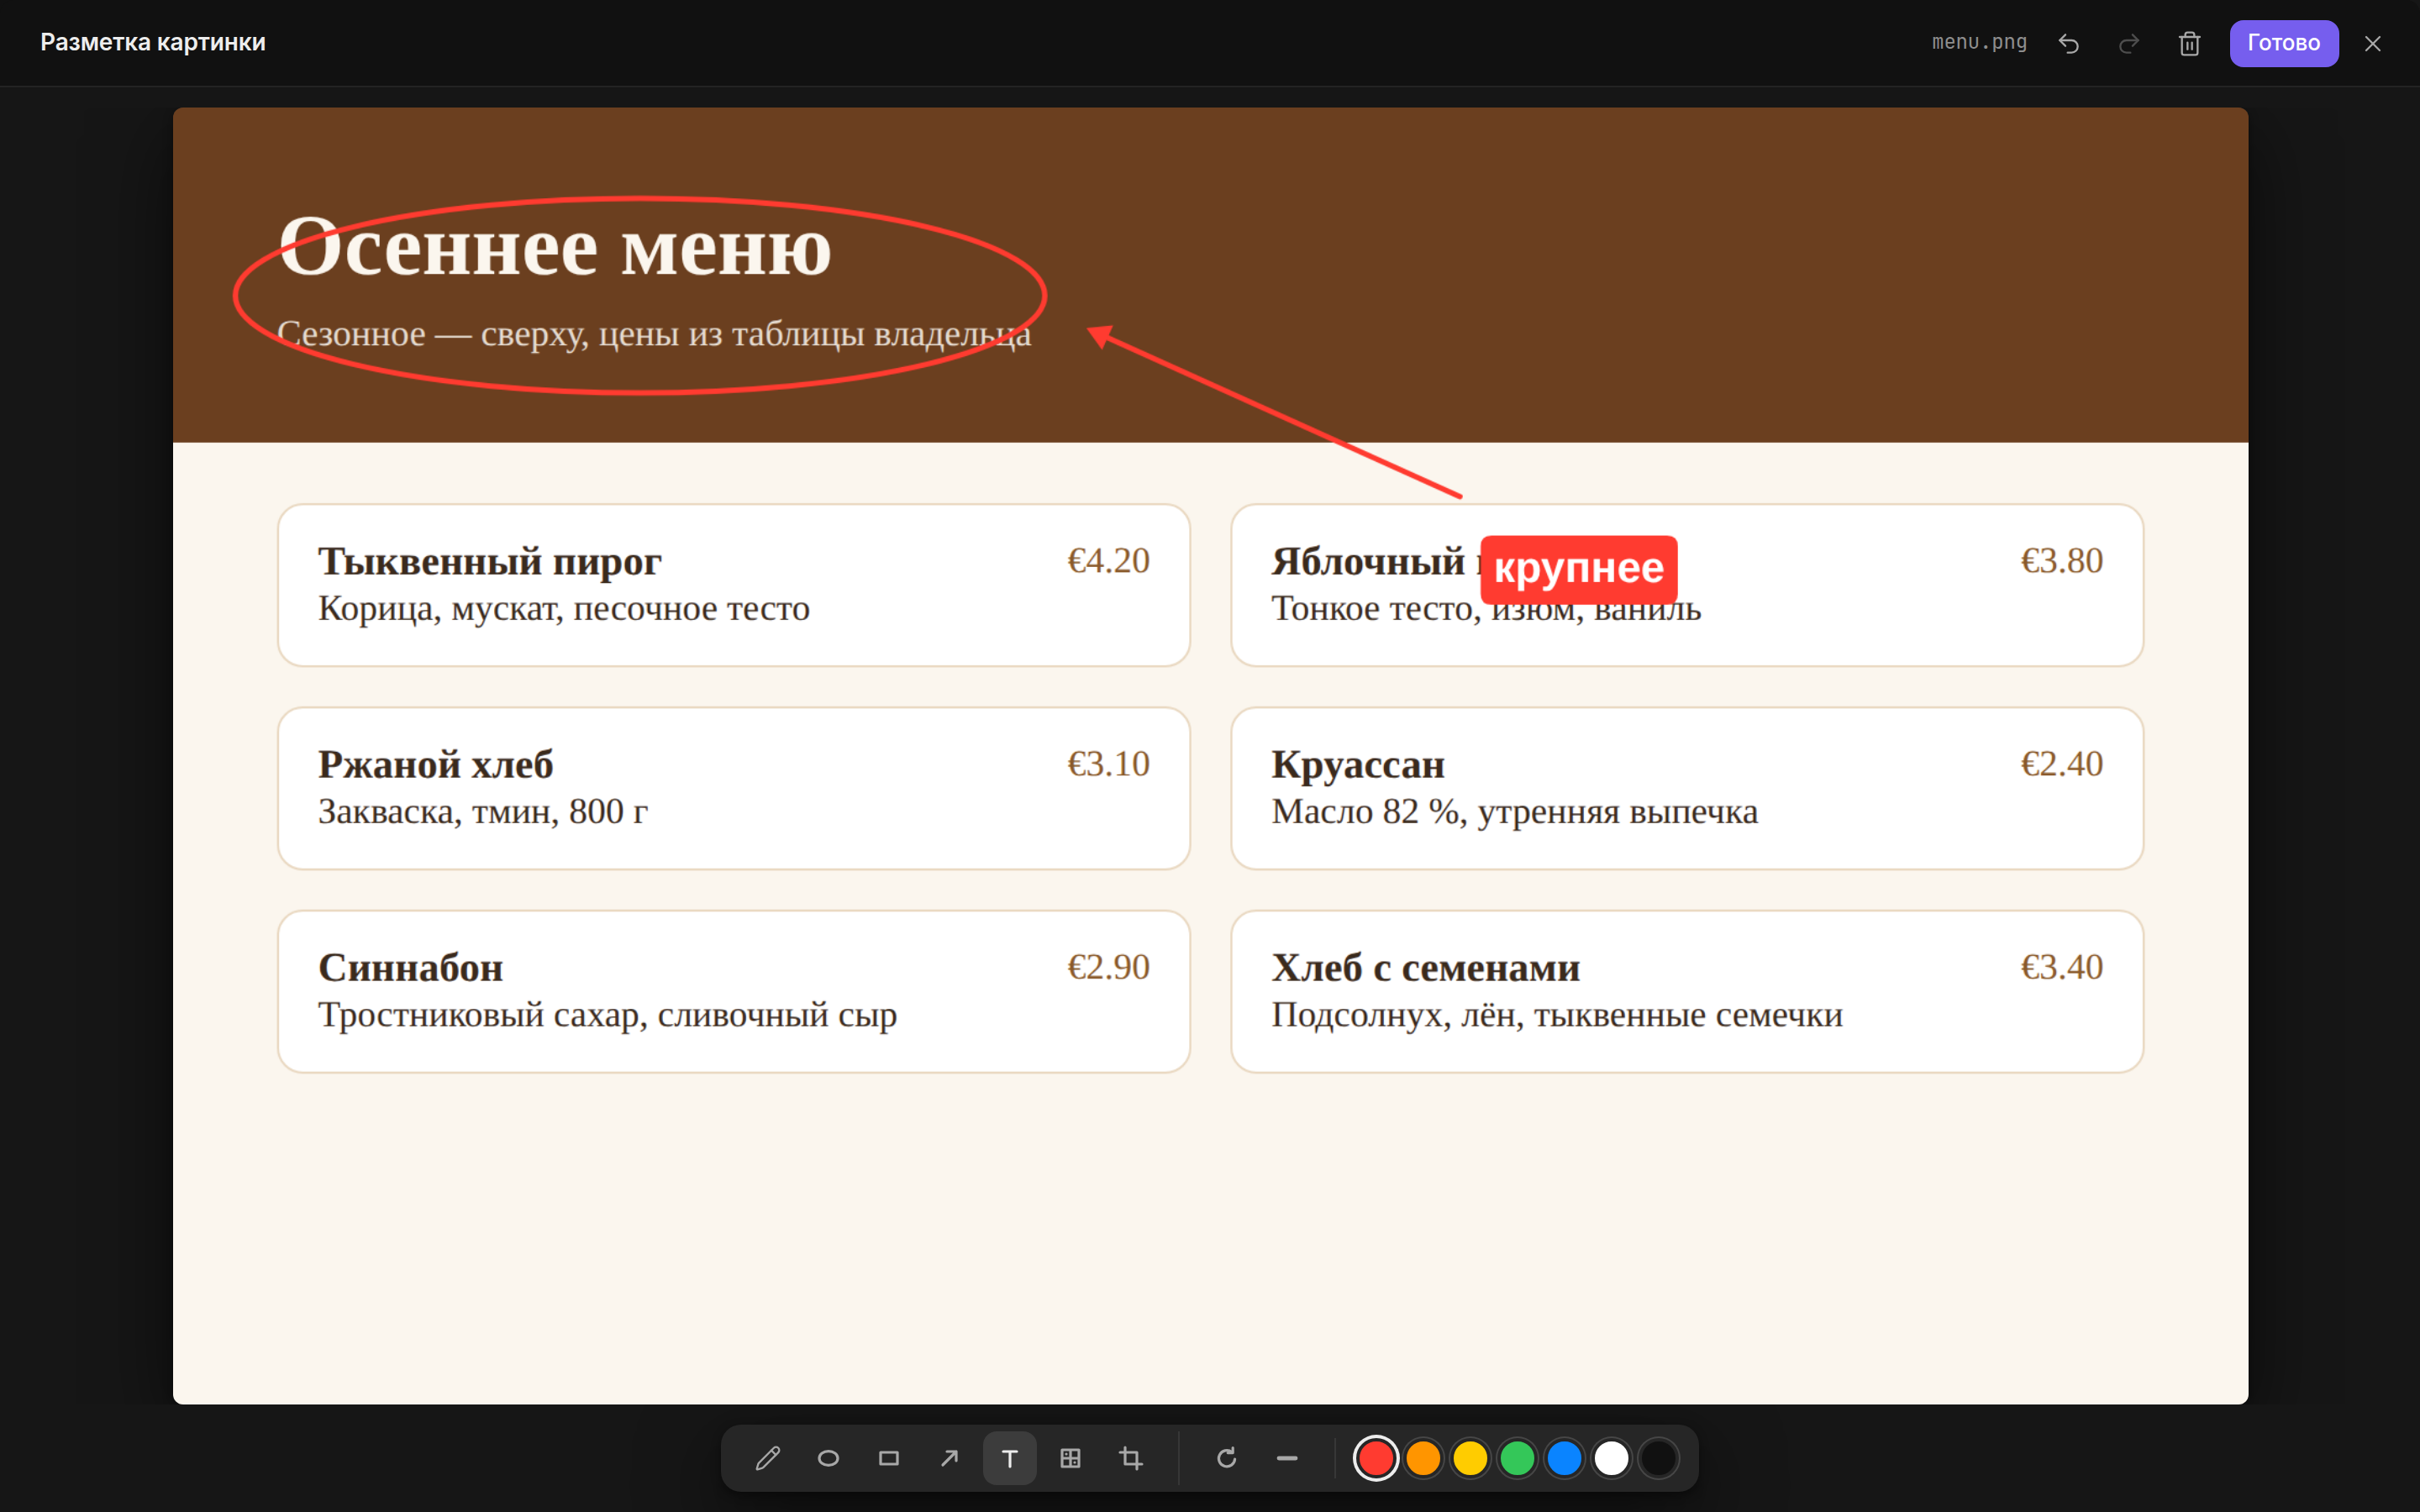 Разметка картинки
menu.png
Готово
Осеннее меню
Сезонное — сверху, цены из таблицы владельца
Тыквенный пирог
€4.20
Корица, мускат, песочное тесто
Яблочный
крупнее
€3.80
Тонкое тесто, изюм, ваниль
Ржаной хлеб
€3.10
Закваска, тмин, 800 г
Круассан
€2.40
Масло 82 %, утренняя выпечка
Синнабон
€2.90
Тростниковый сахар, сливочный сыр
Хлеб с семенами
€3.40
Подсолнух, лён, тыквенные семечки